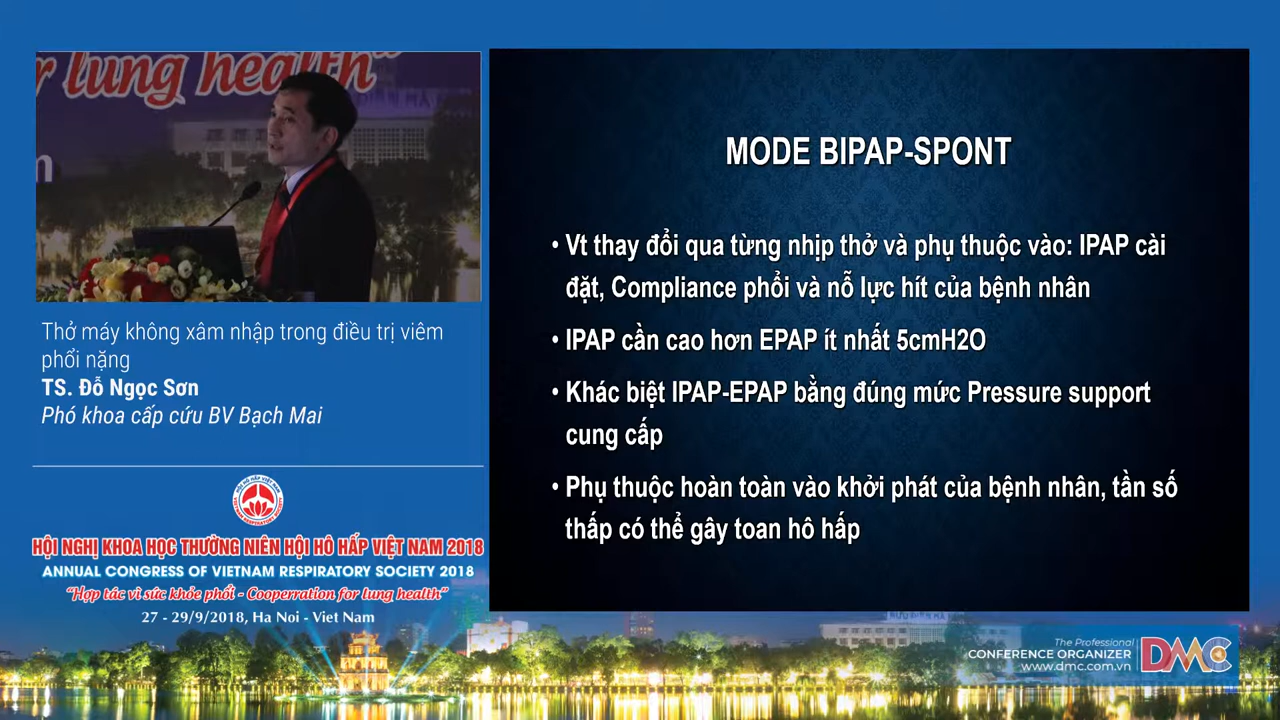 r lung health"
Thở máy không xâm nhập trong điều trị viêm
phổi nặng
TS. Đỗ Ngọc Sơn
Phó khoa cấp cứu BV Bạch Mai
HỘI NGHỊ KHOA HỌC THƯỜNG NIÊN HỘI HÔ HẤP VIỆT NAM 2018
ANNUAL CONGRESS OF VIETNAM RESPIRATORY SOCIETY 2018
"Hợp tác vì sức khỏe phổi - Cooperration for lung health"
27 - 29/9/2018, Ha Noi - Viet Nam
MODE BIPAP-SPONT
• Vt thay đổi qua từng nhịp thở và phụ thuộc vào: IPAP cài
đặt, Compliance phổi và nỗ lực hít của bệnh nhân
• IPAP cần cao hơn EPAP ít nhất 5cmH2O
• Khác biệt IPAP-EPAP bằng đúng mức Pressure support
cung cấp
• Phụ thuộc hoàn toàn vào khởi phát của bệnh nhân, tần số
thấp có thể gây toan hô hấp
The Professional
CONFERENCE ORGANIZER
www.dmc.com.vn
DMC